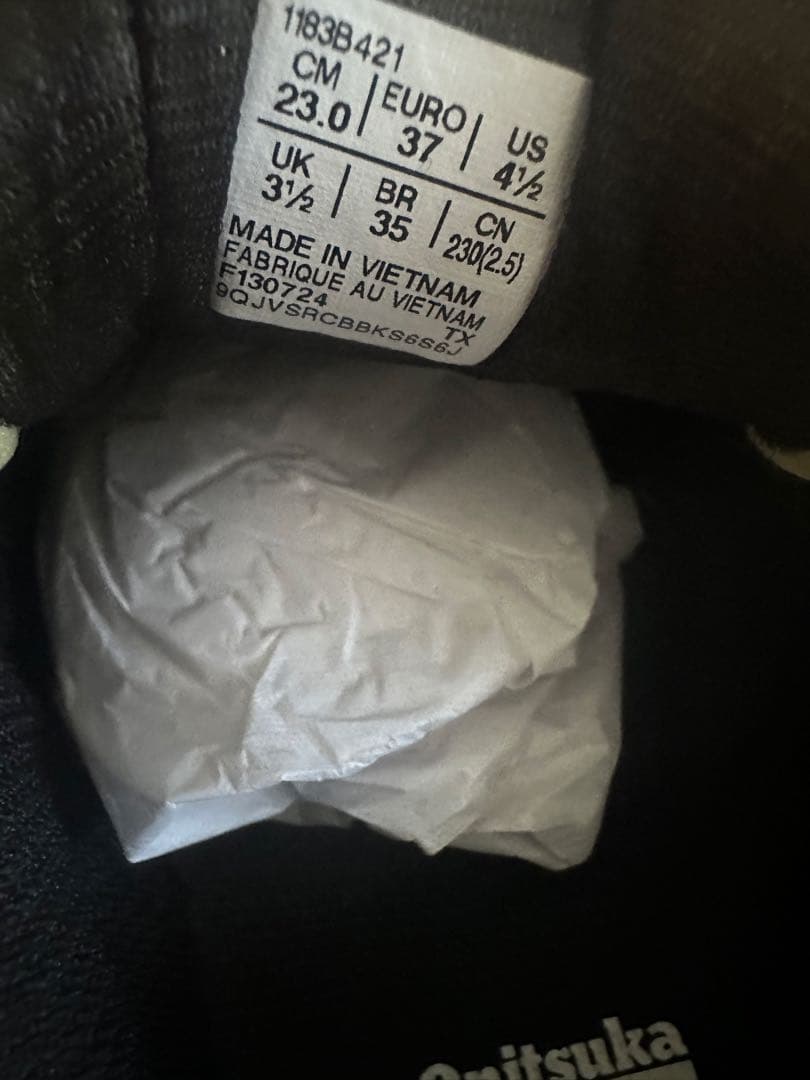 1183B421
CM 23.0 | EURO 37 | US 4½
UK 3½ | BR 35 | CN 230(2.5)
MADE IN VIETNAM
FABRIQUE AU VIETNAM
F130724 TX
9QJVSRCBBKS6S6J
Onitsuka